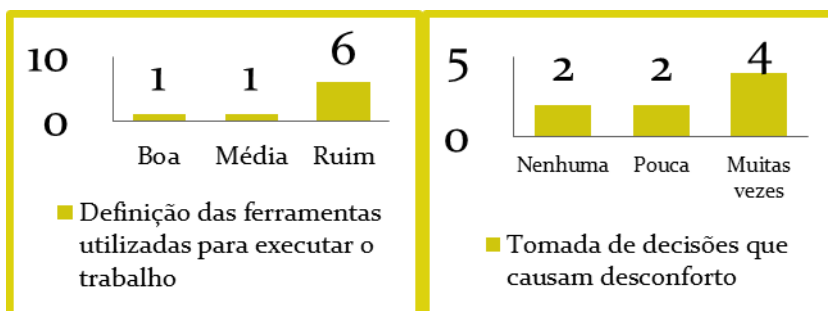 10
0
1
1
6
Boa
Média
Ruim
Definição das ferramentas
utilizadas para executar o
trabalho
5
0
2
2
4
Nenhuma
Pouca
Muitas
vezes
Tomada de decisões que
causam desconforto